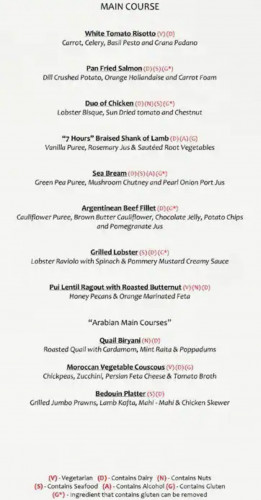 MAIN COURSE
White Tomato Risotto (V)(D)
Carrot, Celery, Basil Pesto and Grana Padano
Pan Fried Salmon (D)(S)(G*)
Dill Crushed Potato, Orange Hollandaise and Carrot Foam
Duo of Chicken (D)(N)(S)(G*)
Lobster Bisque, Sun Dried tomato and Chestnut
"7 Hours" Braised Shank of Lamb (D)(A)(G)
Vanilla Puree, Rosemary Jus & Sautéed Root Vegetables
Sea Bream (D)(S)(A)(G*)
Green Pea Puree, Mushroom Chutney and Pearl Onion Port Jus
Argentinean Beef Fillet (D)(G*)
Cauliflower Puree, Brown Butter Cauliflower, Chocolate Jelly, Potato Chips
and Pomegranate Jus
Grilled Lobster (S)(D)(G*)
Lobster Raviolo with Spinach & Pommery Mustard Creamy Sauce
Pui Lentil Ragout with Roasted Butternut (V)(N)(D)
Honey Pecans & Orange Marinated Feta
"Arabian Main Courses"
Quail Biryani (N)(D)
Roasted Quail with Cardamom, Mint Raita & Poppadums
Moroccan Vegetable Couscous (V)(D)(G)
Chickpeas, Zucchini, Persian Feta Cheese & Tomato Broth
Bedouin Platter (S)(D)
Grilled Jumbo Prawns, Lamb Kofta, Mahi - Mahi & Chicken Skewer
(V)- Vegetarian (D) - Contains Dairy (N)- Contains Nuts
(S) - Contains Seafood (A) - Contains Alcohol (G) - Contains Gluten
(G*) - Ingredient that contains gluten can be removed